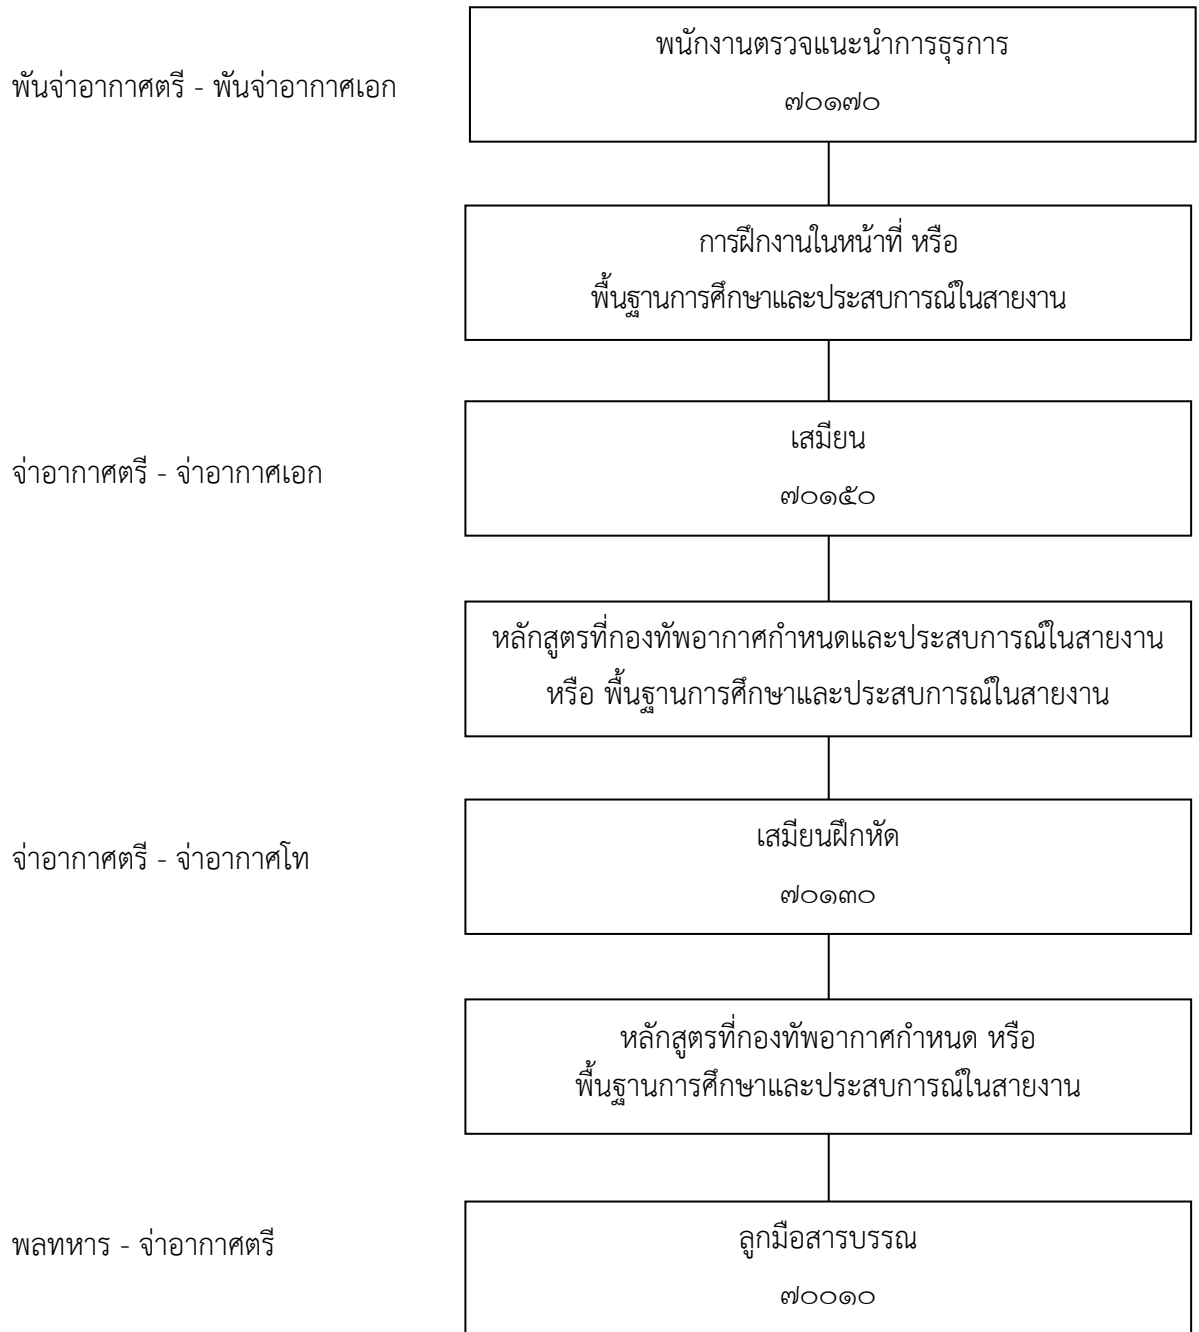 พนักงานตรวจแนะนำการธุรการ
พันจ่าอากาศตรี - พันจ่าอากาศเอก
๗๐๑๗๐
การฝึกงานในหน้าที่ หรือ
พื้นฐานการศึกษาและประสบการณ์ในสายงาน
เสมียน
จ่าอากาศตรี - จ่าอากาศเอก
๗๐๑๕๐
หลักสูตรที่กองทัพอากาศกำหนดและประสบการณ์ในสายงาน
หรือ พื้นฐานการศึกษาและประสบการณ์ในสายงาน
เสมียนฝึกหัด
จ่าอากาศตรี - จ่าอากาศโท
๗๐๑๓๐
หลักสูตรที่กองทัพอากาศกำหนด หรือ
พื้นฐานการศึกษาและประสบการณ์ในสายงาน
ลูกมือสารบรรณ
พลทหาร - จ่าอากาศตรี
๗๐๐๑๐